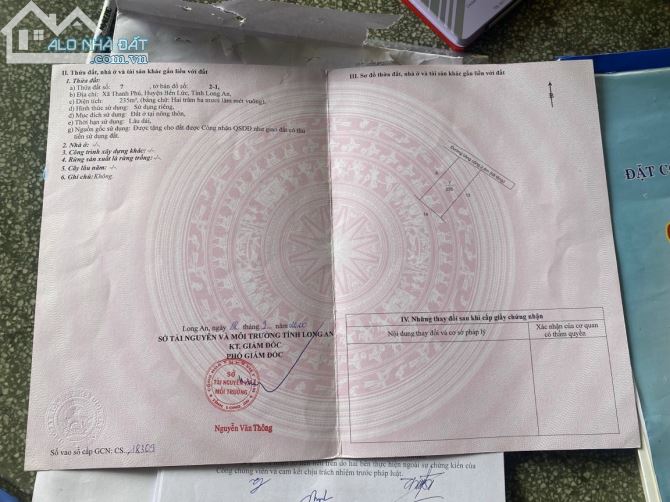 ALO NHÀ ĐẤT
II. Thửa đất, nhà ở và tài sản khác gắn liền với đất
1. Thửa đất:
a) Thửa đất số: 7 , tờ bản đồ số: 2-1,
b) Địa chỉ: Xã Thanh Phú, Huyện Bến Lức, Tỉnh Long An,
c) Diện tích: 235m², (bằng chữ: Hai trăm ba mươi lăm mét vuông),
d) Hình thức sử dụng: Sử dụng riêng,
đ) Mục đích sử dụng: Đất ở tại nông thôn,
e) Thời hạn sử dụng: Lâu dài,
g) Nguồn gốc sử dụng: Được tặng cho đất được Công nhận QSDĐ như giao đất có thu
tiền sử dụng đất.
2. Nhà ở: -/-.
3. Công trình xây dựng khác: -/-.
4. Rừng sản xuất là rừng trồng: -/-.
5. Cây lâu năm: -/-.
6. Ghi chú: Không.
Long An, ngày tháng năm
SỞ TÀI NGUYÊN VÀ MÔI TRƯỜNG TỈNH LONG AN
KT. GIÁM ĐỐC
PHÓ GIÁM ĐỐC
SỞ
TÀI NGUYÊN
MÔI TRƯỜNG
Nguyễn Văn Thông
Số vào sổ cấp GCN: CS 18309
III. Sơ đồ thửa đất, nhà ở và tài sản khác gắn liền với đất
7
235
IV. Những thay đổi sau khi cấp giấy chứng nhận
Nội dung thay đổi và cơ sở pháp lý
Xác nhận của cơ quan
có thẩm quyền
ĐẶT C
trên do hai bên thực hiện ngoài sự chứng kiến của
Công chứng viên và cam kết chịu trách nhiệm trước pháp luật.